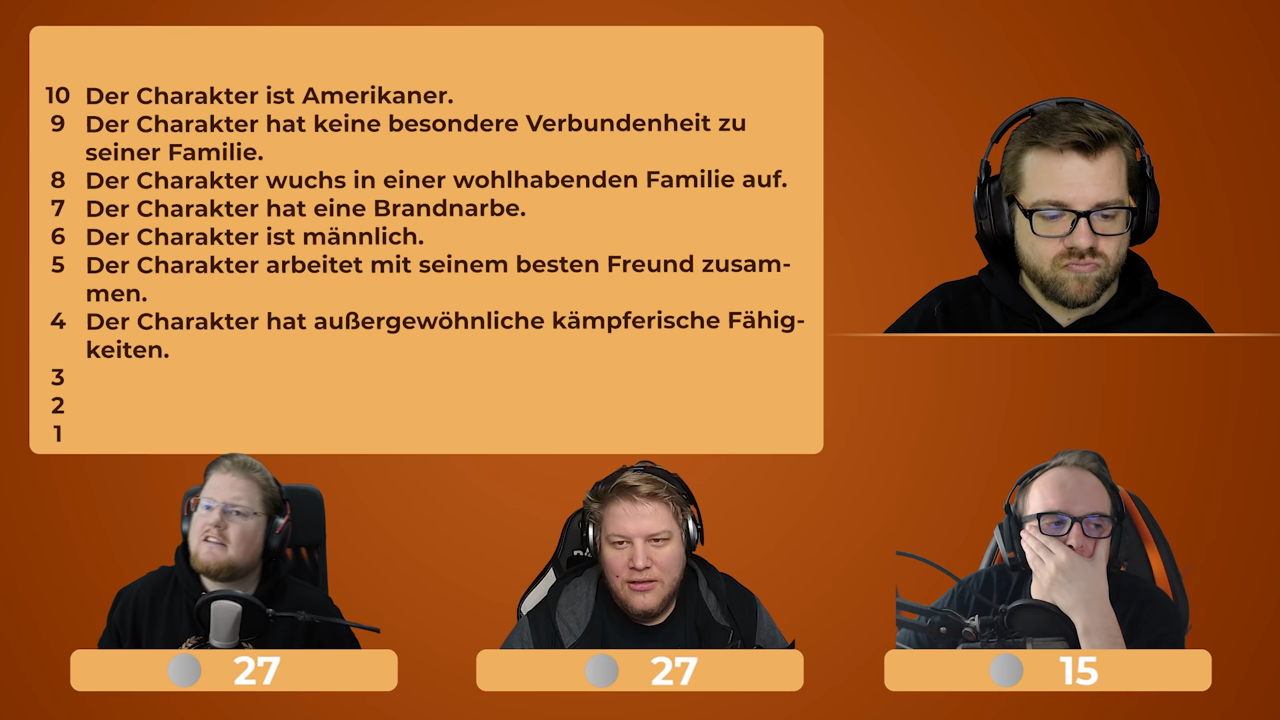 10 Der Charakter ist Amerikaner.
9 Der Charakter hat keine besondere Verbundenheit zu
seiner Familie.
8 Der Charakter wuchs in einer wohlhabenden Familie auf.
7 Der Charakter hat eine Brandnarbe.
6 Der Charakter ist männlich.
5 Der Charakter arbeitet mit seinem besten Freund zusam-
men.
4 Der Charakter hat außergewöhnliche kämpferische Fähig-
keiten.
3
2
1
27
27
15